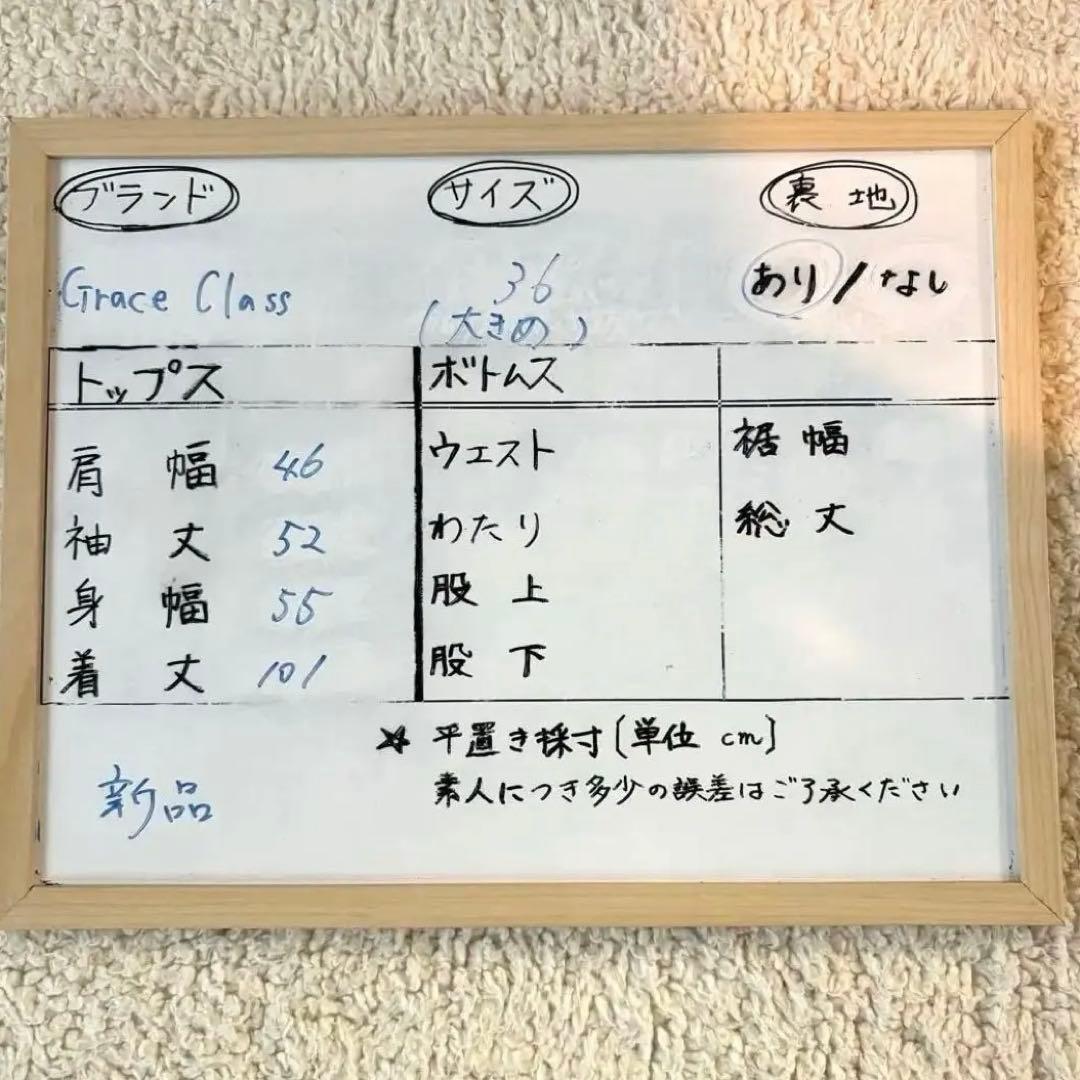 ブランド サイズ 裏地
Grace Class 36 あり/なし
(大きめ)
トップス ボトムス
肩幅 46 ウエスト 裾幅
袖丈 52 わたり 総丈
身幅 55 股上
着丈 101 股下
★ 平置き採寸〔単位 cm〕
新品 素人につき多少の誤差はご了承ください